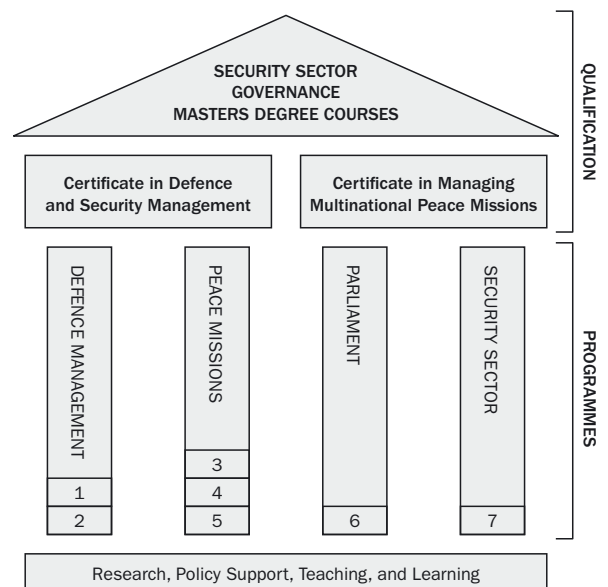 SECURITY SECTOR
GOVERNANCE
MASTERS DEGREE COURSES
QUALIFICATION
Certificate in Defence
and Security Management
Certificate in Managing
Multinational Peace Missions
DEFENCE MANAGEMENT
PEACE MISSIONS
PARLIAMENT
SECURITY SECTOR
PROGRAMMES
1
2
3
4
5
6
7
Research, Policy Support, Teaching, and Learning